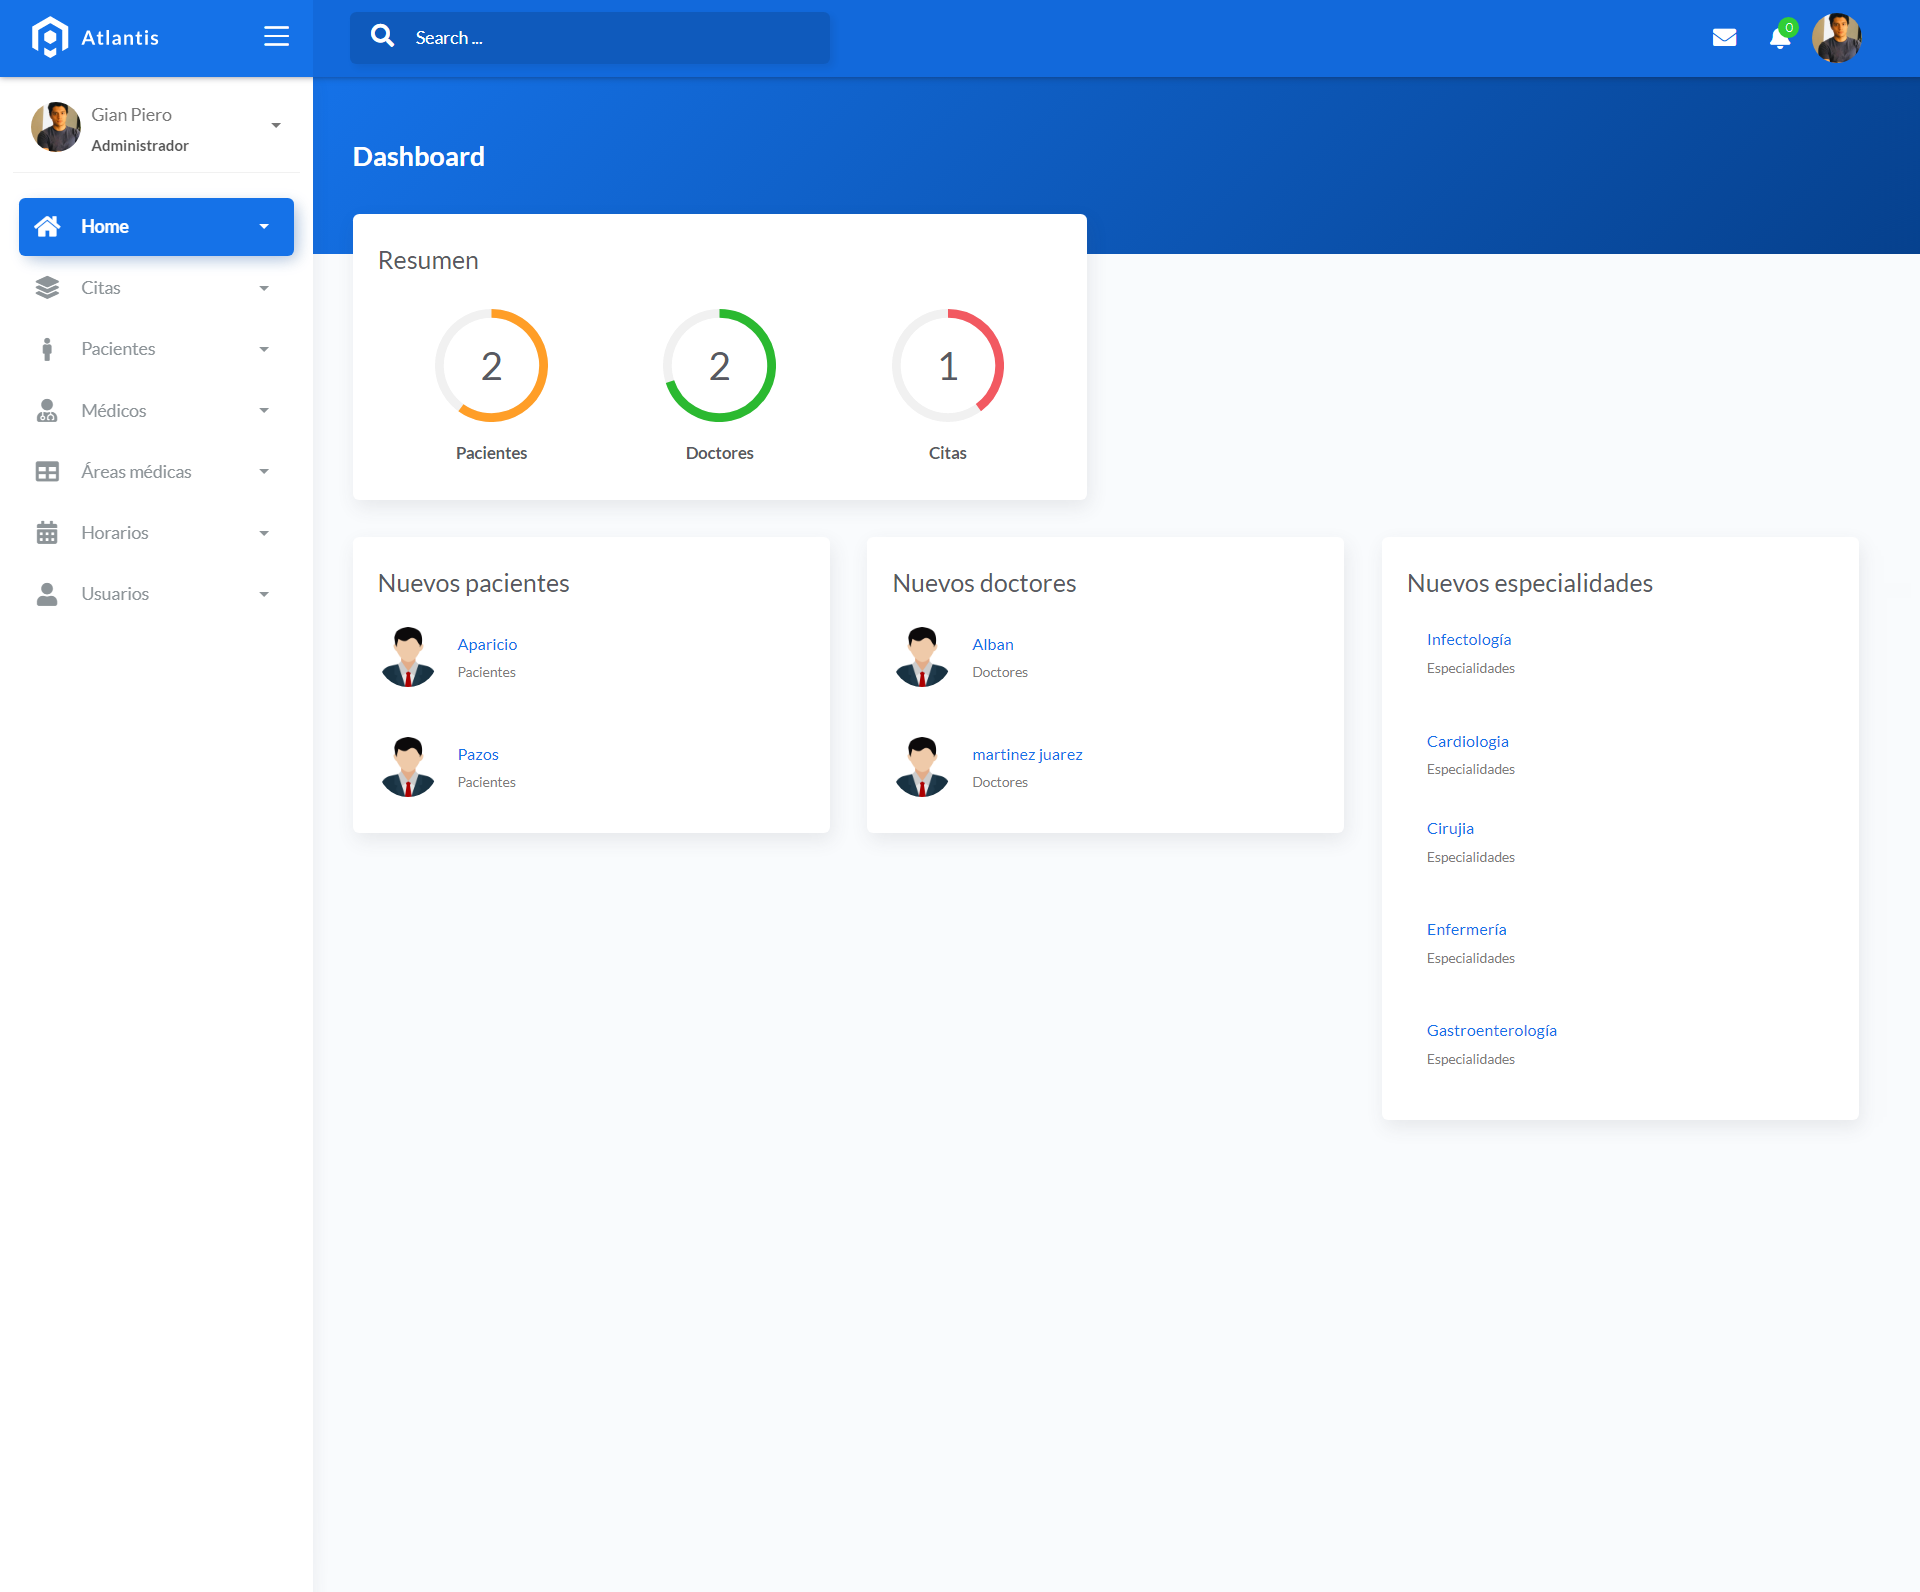 Atlantis
Search ...
0
Gian Piero
Administrador
Home
Citas
Pacientes
Médicos
Áreas médicas
Horarios
Usuarios
Dashboard
Resumen
2
2
1
Pacientes
Doctores
Citas
Nuevos pacientes
Aparicio
Pacientes
Pazos
Pacientes
Nuevos doctores
Alban
Doctores
martinez juarez
Doctores
Nuevos especialidades
Infectología
Especialidades
Cardiologia
Especialidades
Cirujia
Especialidades
Enfermería
Especialidades
Gastroenterología
Especialidades